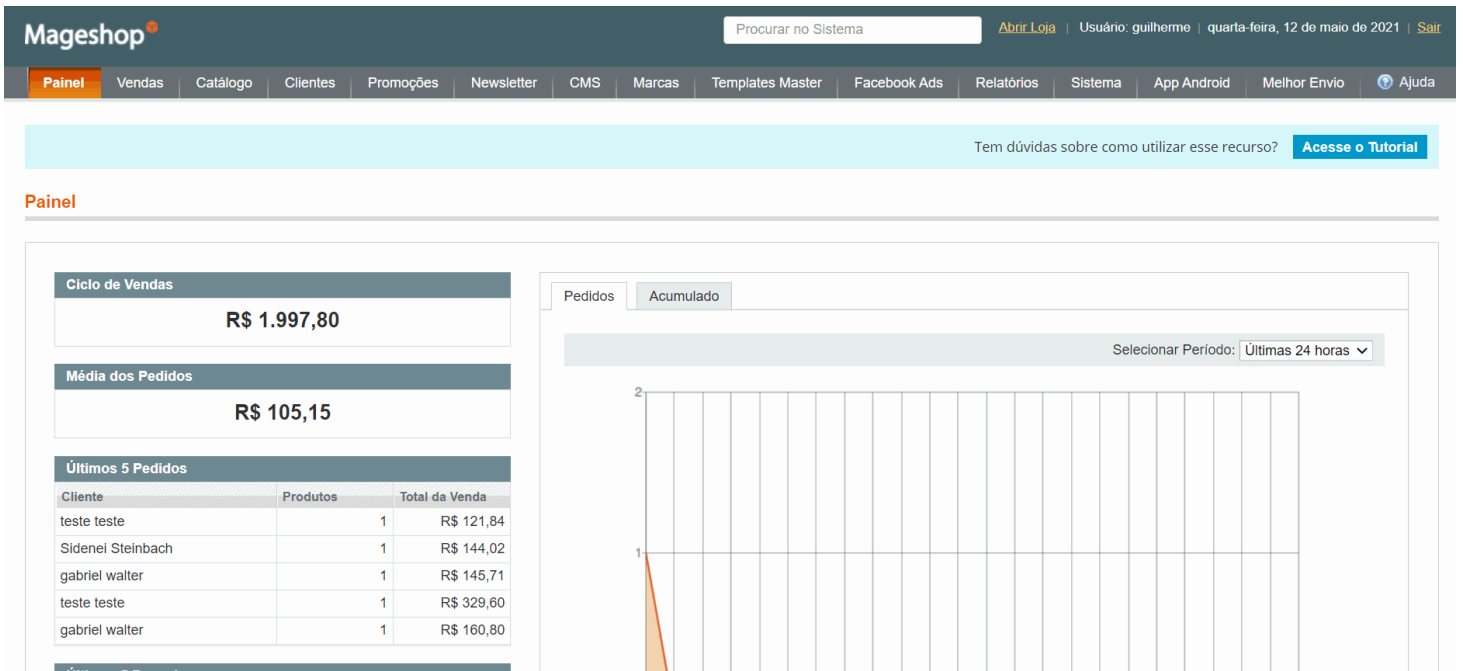 Mageshop
Procurar no Sistema
Abrir Loja | Usuário: guilherme | quarta-feira, 12 de maio de 2021 | Sair
Painel Vendas Catálogo Clientes Promoções Newsletter CMS Marcas Templates Master Facebook Ads Relatórios Sistema App Android Melhor Envio Ajuda
Tem dúvidas sobre como utilizar esse recurso? Acesse o Tutorial
Painel
Ciclo de Vendas
R$ 1.997,80
Média dos Pedidos
R$ 105,15
Últimos 5 Pedidos
Cliente Produtos Total da Venda
teste teste 1 R$ 121,84
Sidenei Steinbach 1 R$ 144,02
gabriel walter 1 R$ 145,71
teste teste 1 R$ 329,60
gabriel walter 1 R$ 160,80
Pedidos Acumulado
Selecionar Período: Últimas 24 horas
2
1